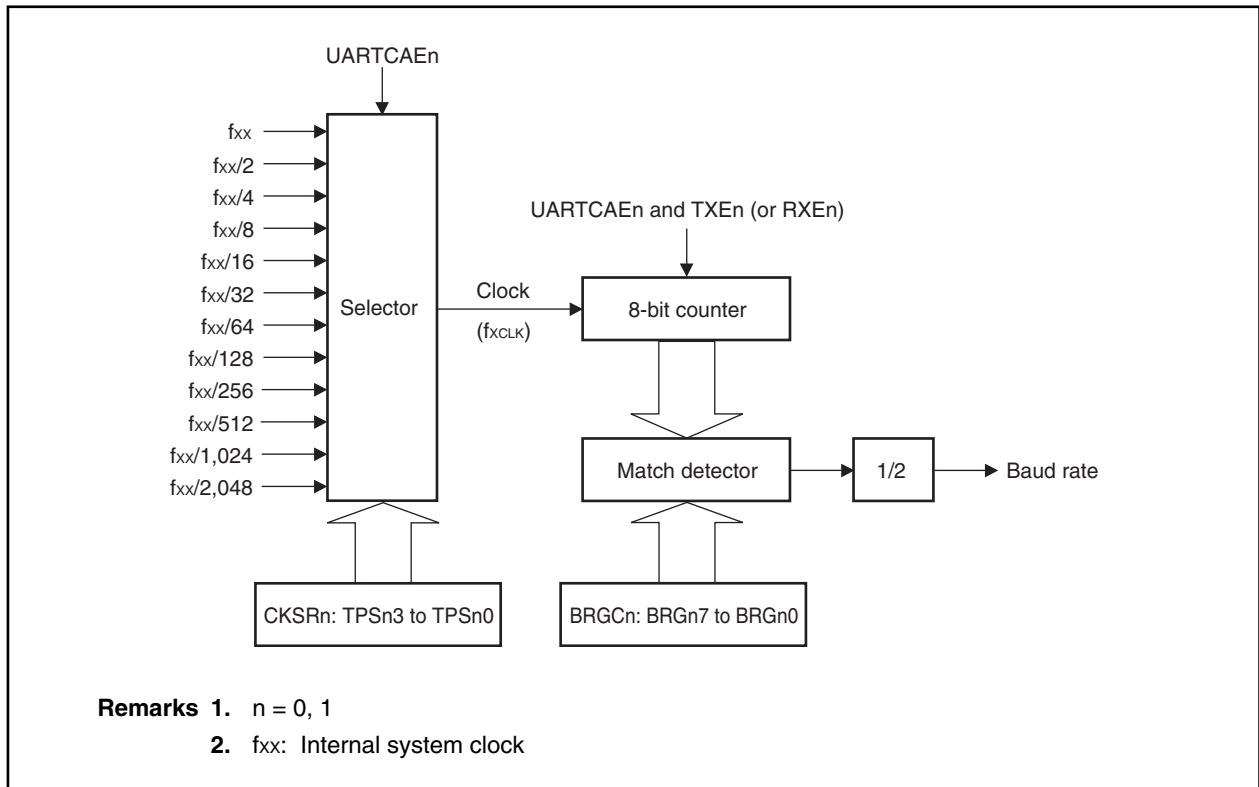 UARTCAEn
fxx
fxx/2
fxx/4
fxx/8
fxx/16
fxx/32
fxx/64
fxx/128
fxx/256
fxx/512
fxx/1,024
fxx/2,048
Selector
Clock
(fXCLK)
UARTCAEn and TXEn (or RXEn)
8-bit counter
Match detector
1/2
Baud rate
CKSRn: TPSn3 to TPSn0
BRGCn: BRGn7 to BRGn0
Remarks 1. n = 0, 1
2. fxx: Internal system clock